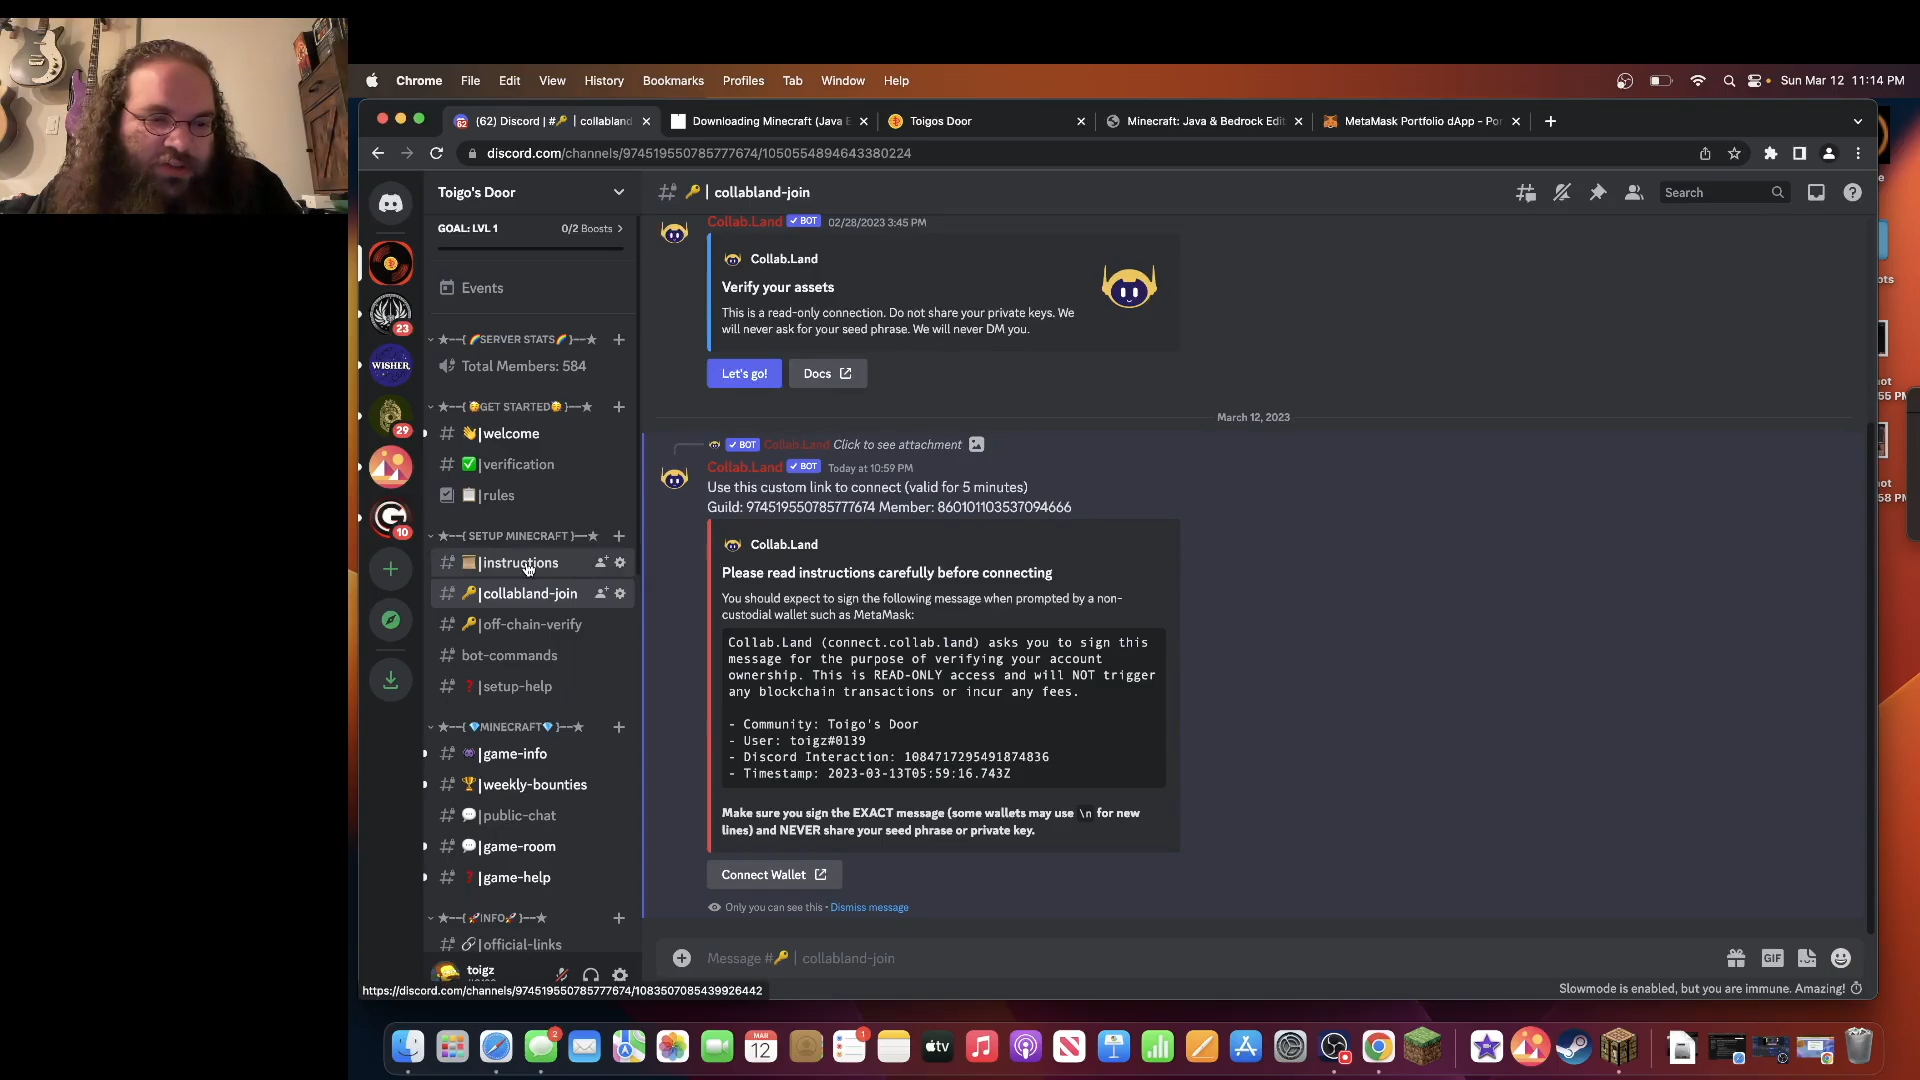 Chrome File Edit View History Bookmarks Profiles Tab Window Help
Sun Mar 12 11:14 PM
(62) Discord | #🔑 | collabland
Downloading Minecraft (Java E
Toigos Door
Minecraft: Java & Bedrock Edit
MetaMask Portfolio dApp - Por
discord.com/channels/974519550785777674/1050554894643380224
Toigo's Door
🔑 | collabland-join
Search
GOAL: LVL 1
0/2 Boosts
Events
★---{ 🌈SERVER STATS🌈 }---★
Total Members: 584
★---{ 🥳GET STARTED🥳 }---★
👋|welcome
✅|verification
📋|rules
★---{ SETUP MINECRAFT }---★
📜|instructions
🔑|collabland-join
🔑|off-chain-verify
bot-commands
❓|setup-help
★---{ 💎MINECRAFT💎 }---★
👾|game-info
🏆|weekly-bounties
💬|public-chat
💬|game-room
❓|game-help
★---{ 🚀INFO🚀 }---★
🔗|official-links
toigz
WISHER
23
29
10
Collab.Land BOT 02/28/2023 3:45 PM
Collab.Land
Verify your assets
This is a read-only connection. Do not share your private keys. We
will never ask for your seed phrase. We will never DM you.
Let's go!
Docs
March 12, 2023
BOT Collab.Land Click to see attachment
Collab.Land BOT Today at 10:59 PM
Use this custom link to connect (valid for 5 minutes)
Guild: 974519550785777674 Member: 860101103537094666
Collab.Land
Please read instructions carefully before connecting
You should expect to sign the following message when prompted by a non-
custodial wallet such as MetaMask:
Collab.Land (connect.collab.land) asks you to sign this
message for the purpose of verifying your account
ownership. This is READ-ONLY access and will NOT trigger
any blockchain transactions or incur any fees.
- Community: Toigo's Door
- User: toigz#0139
- Discord Interaction: 1084717295491874836
- Timestamp: 2023-03-13T05:59:16.743Z
Make sure you sign the EXACT message (some wallets may use \n for new
lines) and NEVER share your seed phrase or private key.
Connect Wallet
Only you can see this • Dismiss message
Message #🔑 | collabland-join
GIF
https://discord.com/channels/974519550785777674/1083507085439926442
Slowmode is enabled, but you are immune. Amazing!
2
MAR
12
1
tv